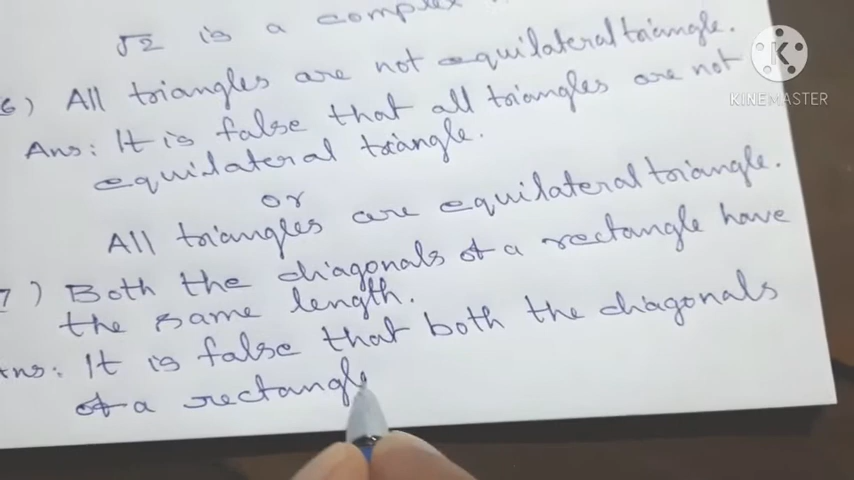 √2 is a complex
6) All triangles are not equilateral triangle.
Ans: It is false that all triangles are not
equilateral triangle.
or
All triangles are equilateral triangle.
7) Both the diagonals of a rectangle have
the same length.
Ans: It is false that both the diagonals
of a rectangle
KINEMASTER